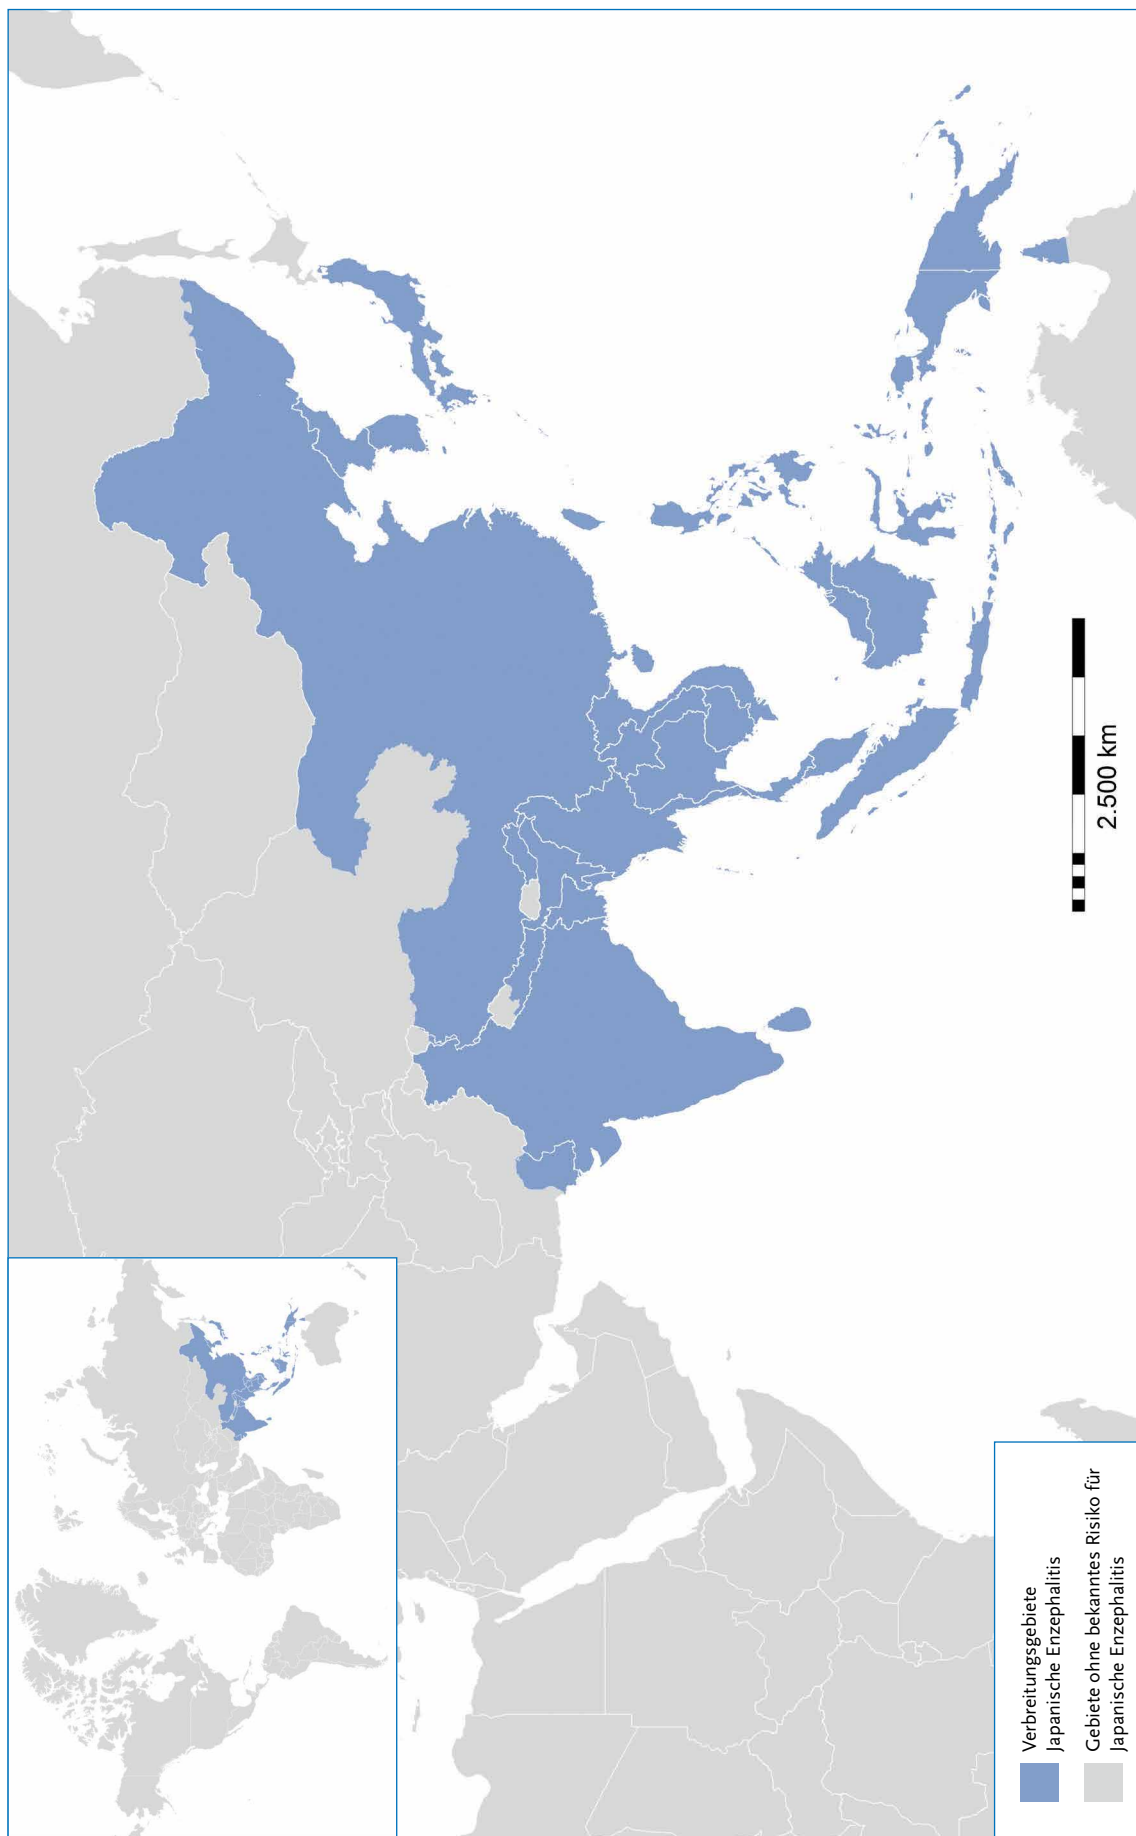 2.500 km
Verbreitungsgebiete
Japanische Enzephalitis
Gebiete ohne bekanntes Risiko für
Japanische Enzephalitis